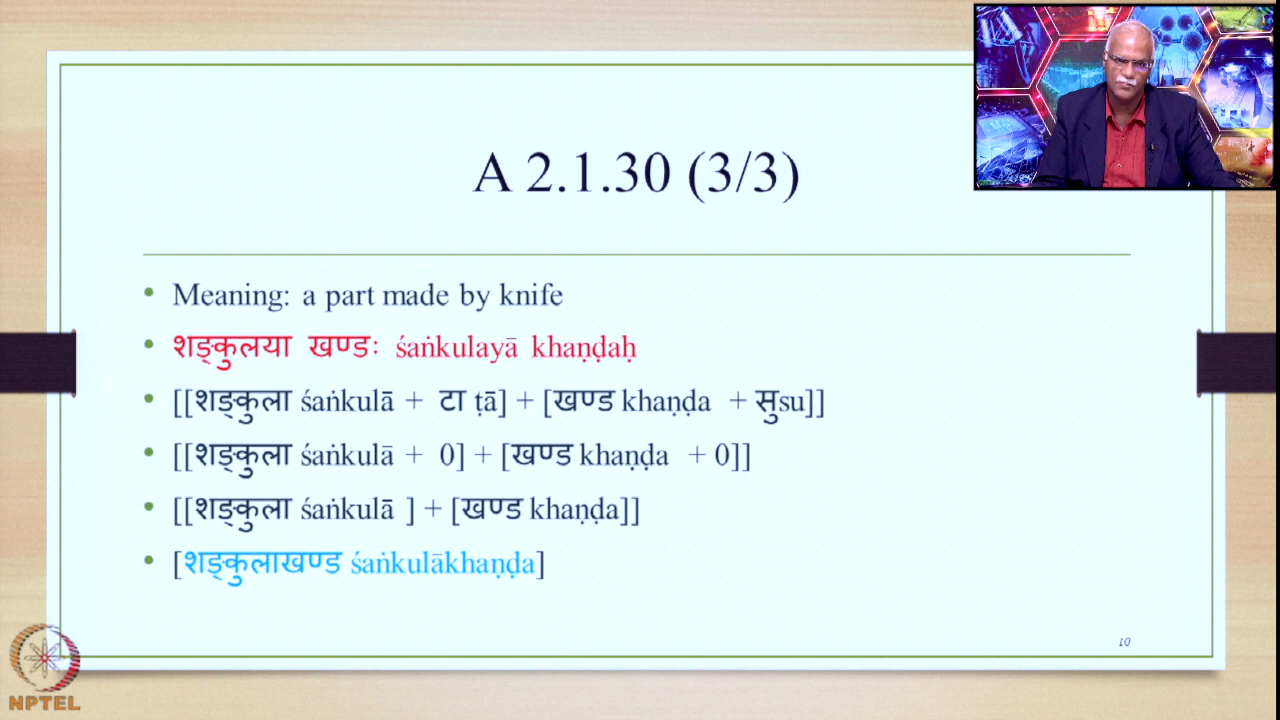 A 2.1.30 (3/3)
• Meaning: a part made by knife
• शङ्कुलया खण्डः śaṅkulayā khaṇḍaḥ
• [[शङ्कुला śaṅkulā + टा ṭā] + [खण्ड khaṇḍa + सुsu]]
• [[शङ्कुला śaṅkulā + 0] + [खण्ड khaṇḍa + 0]]
• [[शङ्कुला śaṅkulā ] + [खण्ड khaṇḍa]]
• [शङ्कुलाखण्ड śaṅkulākhaṇḍa]
10
NPTEL